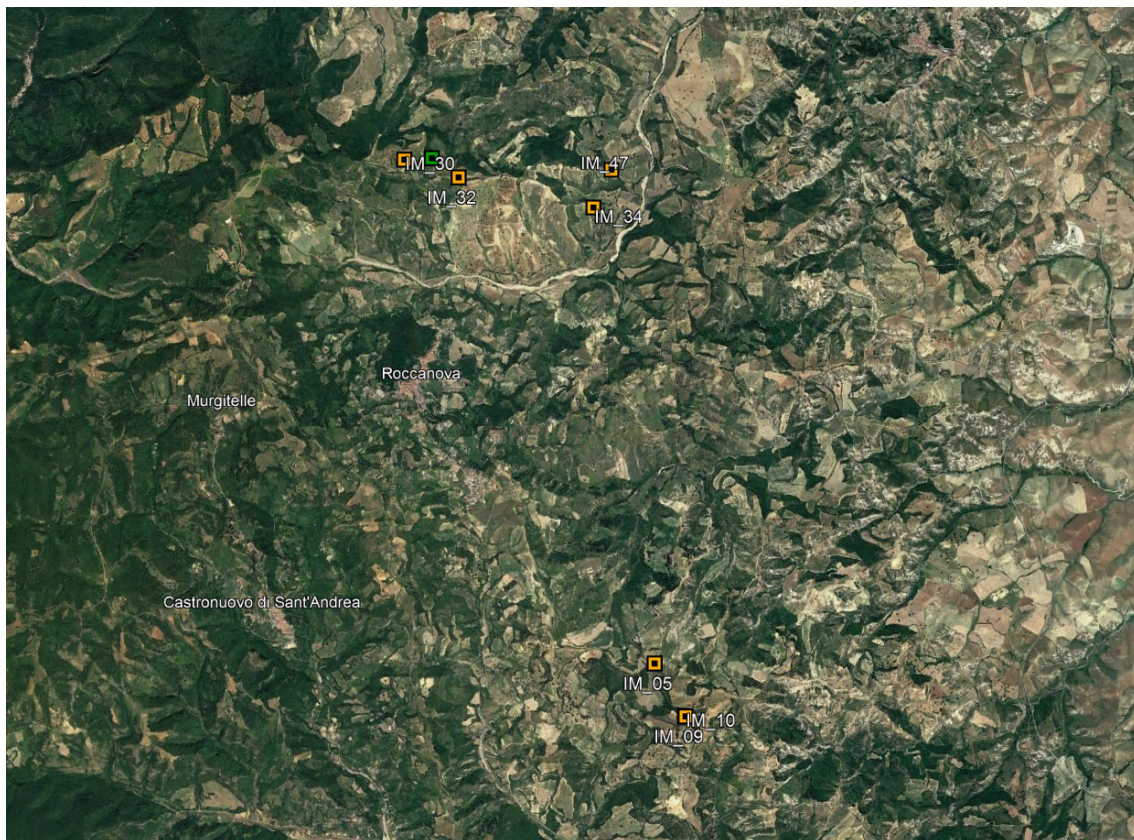 IM_30
IM_47
IM_32
IM_34
Roccanova
Murgitelle
Castronuovo di Sant'Andrea
IM_05
IM_10
IM_09